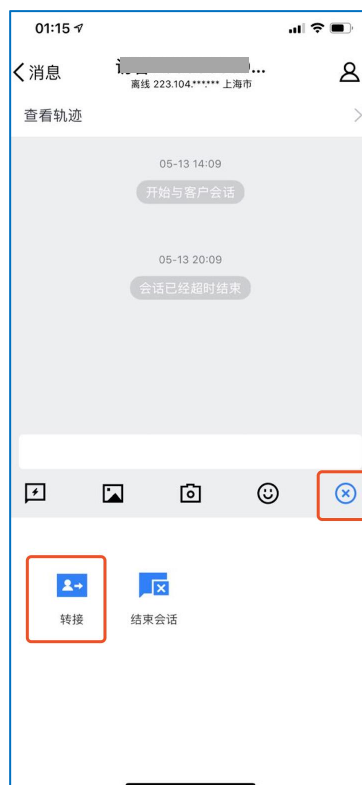 01:15
消息
...
离线 223.104.***.*** 上海市
查看轨迹
05-13 14:09
开始与客户会话
05-13 20:09
会话已经超时结束
转接
结束会话